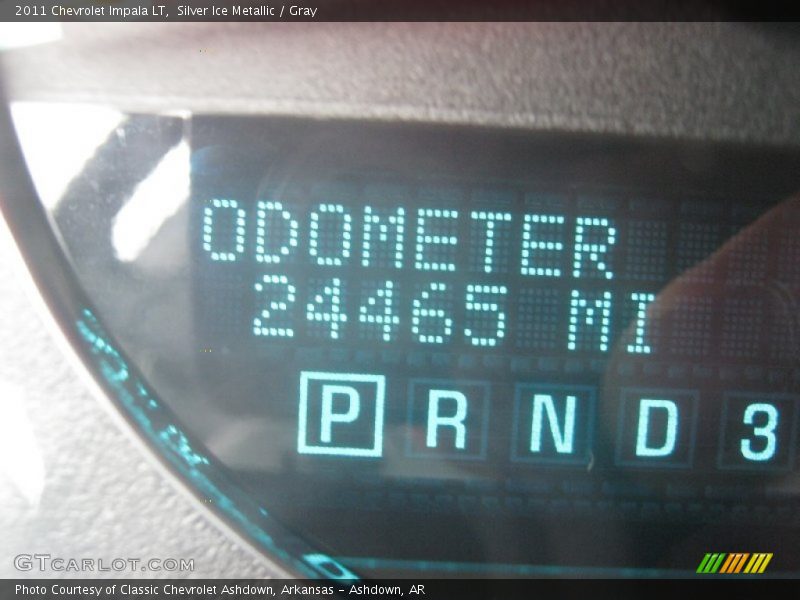 2011 Chevrolet Impala LT,  Silver Ice Metallic / Gray
ODOMETER
24465 MI
P R N D 3
GTCARLOT.COM
Photo Courtesy of Classic Chevrolet Ashdown, Arkansas – Ashdown, AR